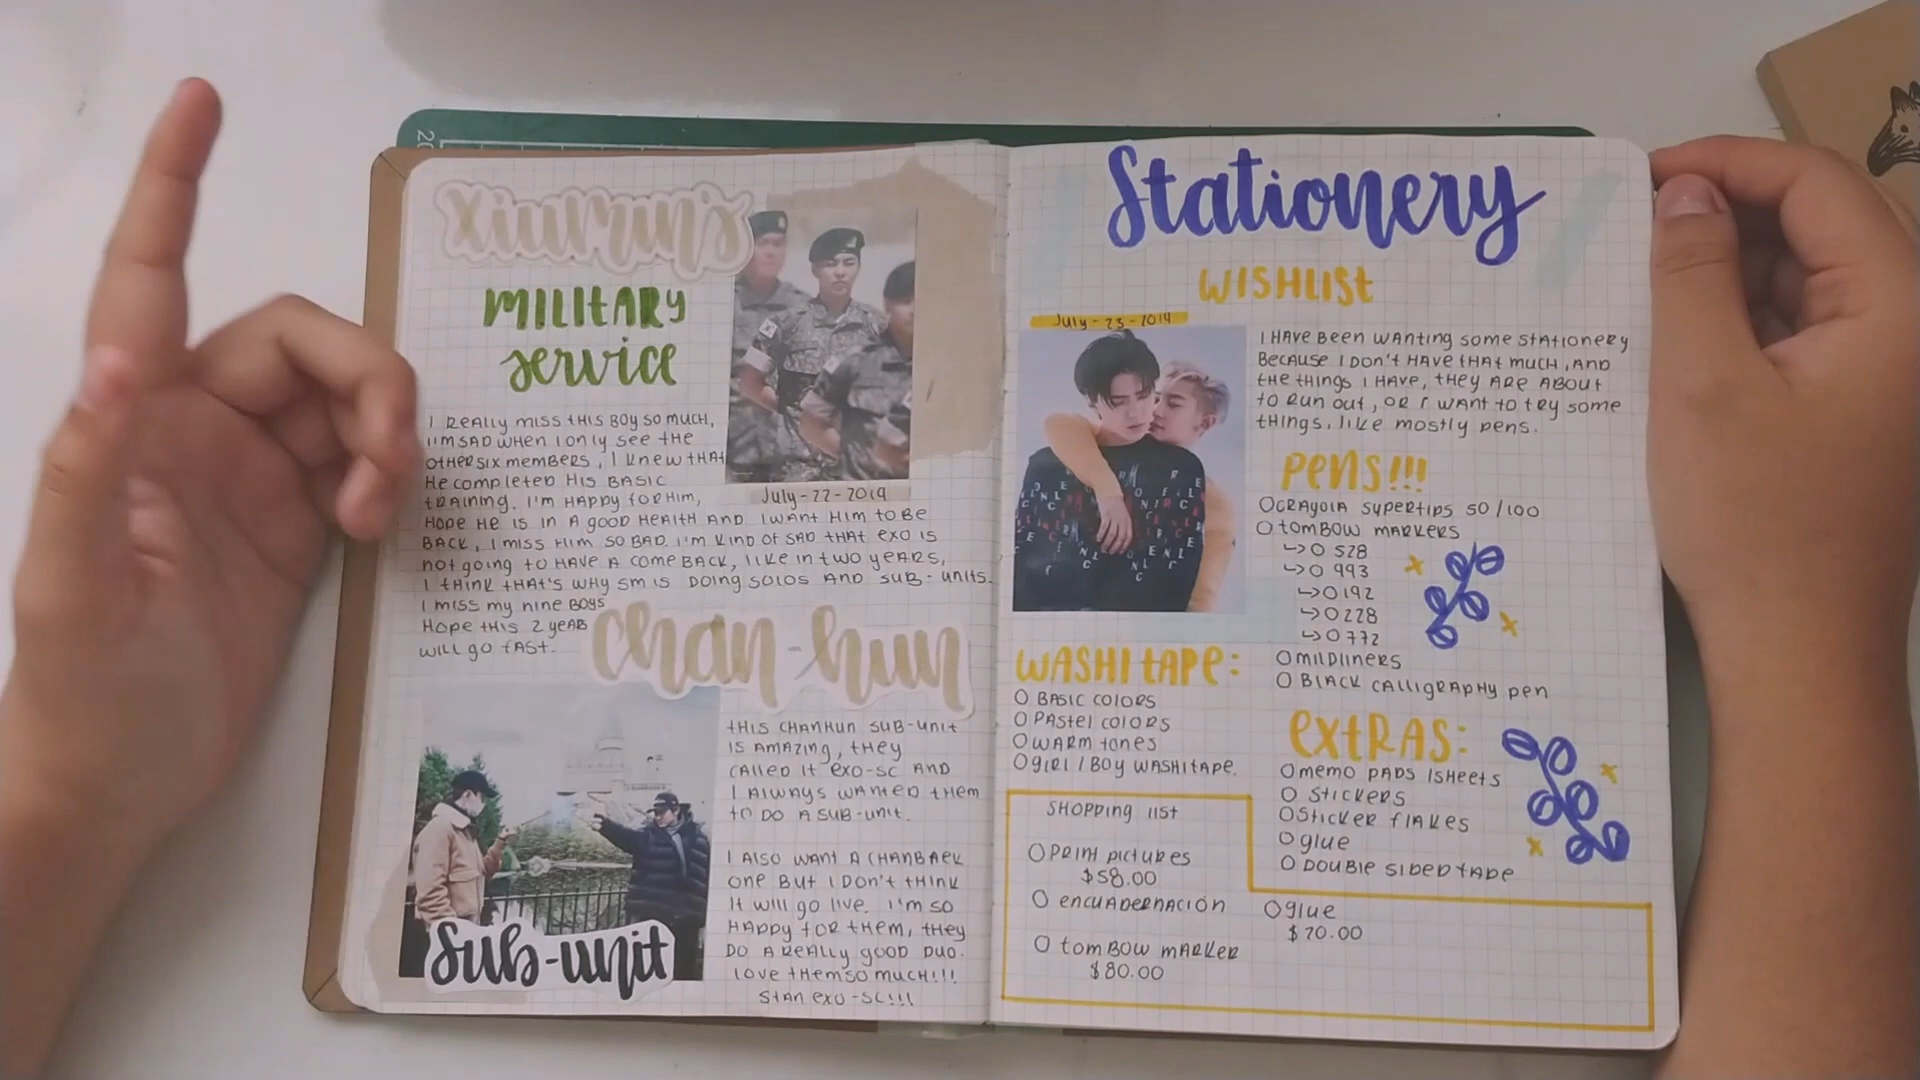 20
Xiumin's
MILITARY
service
I REALLY MISS THIS BOY SO MUCH,
I'M SAD WHEN I ONLY SEE THE
OTHER SIX MEMBERS, I KNEW THAT
HE COMPLETED HIS BASIC
TRAINING. I'M HAPPY FOR HIM,
HOPE HE IS IN A GOOD HEALTH AND I WANT HIM TO BE
BACK, I MISS HIM SO BAD. I'M KIND OF SAD THAT EXO IS
NOT GOING TO HAVE A COMEBACK, LIKE IN TWO YEARS,
I THINK THAT'S WHY SM IS DOING SOLOS AND SUB-UNITS.
I MISS MY NINE BOYS
HOPE THIS 2 YEAR
WILL GO FAST.
July-22-2019
chan-hun
THIS CHANHUN SUB-UNIT
IS AMAZING, THEY
CALLED IT EXO-SC AND
I ALWAYS WANTED THEM
TO DO A SUB-UNIT.
I ALSO WANT A CHANBAEK
ONE BUT I DON'T THINK
IT WILL GO LIVE. I'M SO
HAPPY FOR THEM, THEY
DO A REALLY GOOD DUO.
LOVE THEM SO MUCH!!!
STAN EXO-SC!!!
Sub-unit
Stationery
WISHLIST
July-23-2019
I HAVE BEEN WANTING SOME STATIONERY
BECAUSE I DON'T HAVE THAT MUCH, AND
THE THINGS I HAVE, THEY ARE ABOUT
TO RUN OUT, OR I WANT TO TRY SOME
THINGS, LIKE MOSTLY PENS.
PENS!!!
CRAYOLA SUPERTIPS 50/100
TOMBOW MARKERS
↳ 528
↳ 993
↳ 192
↳ 228
↳ 772
MILDLINERS
BLACK CALLIGRAPHY PEN
WASHI TAPE:
BASIC COLORS
PASTEL COLORS
WARM TONES
GIRL/BOY WASHI TAPE.
EXTRAS:
MEMO PADS/SHEETS
STICKERS
STICKER FLAKES
GLUE
DOUBLE SIDED TAPE
SHOPPING LIST
PRINT PICTURES
$58.00
ENCUADERNACIÓN
TOMBOW MARKER
$80.00
GLUE
$70.00